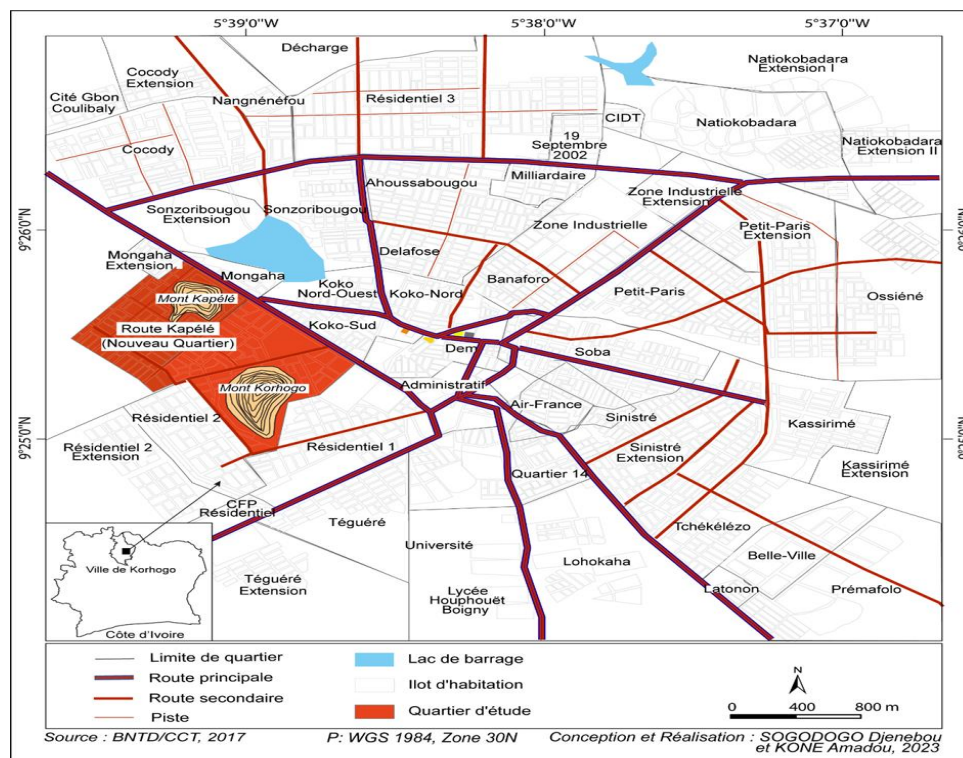 5°39'0"W
5°38'0"W
5°37'0"W
Décharge
Cocody
Extension
Natiokobadara
Extension I
Cité Gbon
Coulibaly
Nangnénéfou
Résidentiel 3
CIDT
Natiokobadara
19
Septembre
2002
Natiokobadara
Extension II
Cocody
Milliardaire
Ahoussabougou
Zone Industrielle
Extension
Sonzoribougou
Extension
Sonzoribougou
Zone Industrielle
Petit-Paris
Extension
9°26'0"N
9°26'0"N
Delafose
Mongaha
Extension
Mongaha
Koko
Nord-Ouest
Koko-Nord
Banaforo
Petit-Paris
Ossiéné
Mont Kapélé
Route Kapélé
(Nouveau Quartier)
Koko-Sud
Dem
Soba
Mont Korhogo
Administratif
Air-France
Sinistré
Résidentiel 2
Kassirimé
9°25'0"N
9°25'0"N
Résidentiel 2
Extension
Résidentiel 1
Sinistré
Extension
Kassirimé
Extension
Quartier 14
CFP
Résidentiel
Téguéré
Tchékélézo
Université
Lohokaha
Belle-Ville
Ville de Korhogo
Téguéré
Extension
Lycée
Houphouët
Boigny
Latonon
Prémafolo
Côte d'Ivoire
Limite de quartier
Route principale
Route secondaire
Piste
Lac de barrage
Ilot d'habitation
Quartier d'étude
N
0 400 800 m
Source : BNTD/CCT, 2017 P: WGS 1984, Zone 30N Conception et Réalisation : SOGODOGO Djenebou
et KONE Amadou, 2023